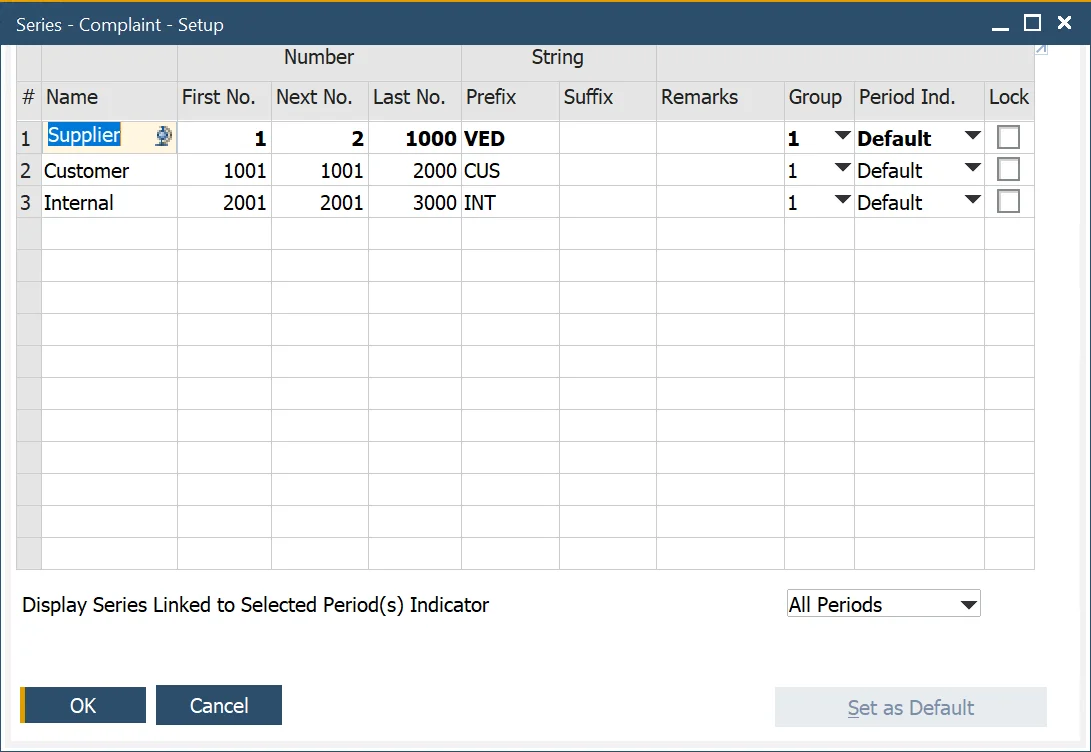 Series - Complaint - Setup
Number String
# Name First No. Next No. Last No. Prefix Suffix Remarks Group Period Ind. Lock
1 Supplier 1 2 1000 VED 1 Default
2 Customer 1001 1001 2000 CUS 1 Default
3 Internal 2001 2001 3000 INT 1 Default
Display Series Linked to Selected Period(s) Indicator All Periods
OK Cancel Set as Default